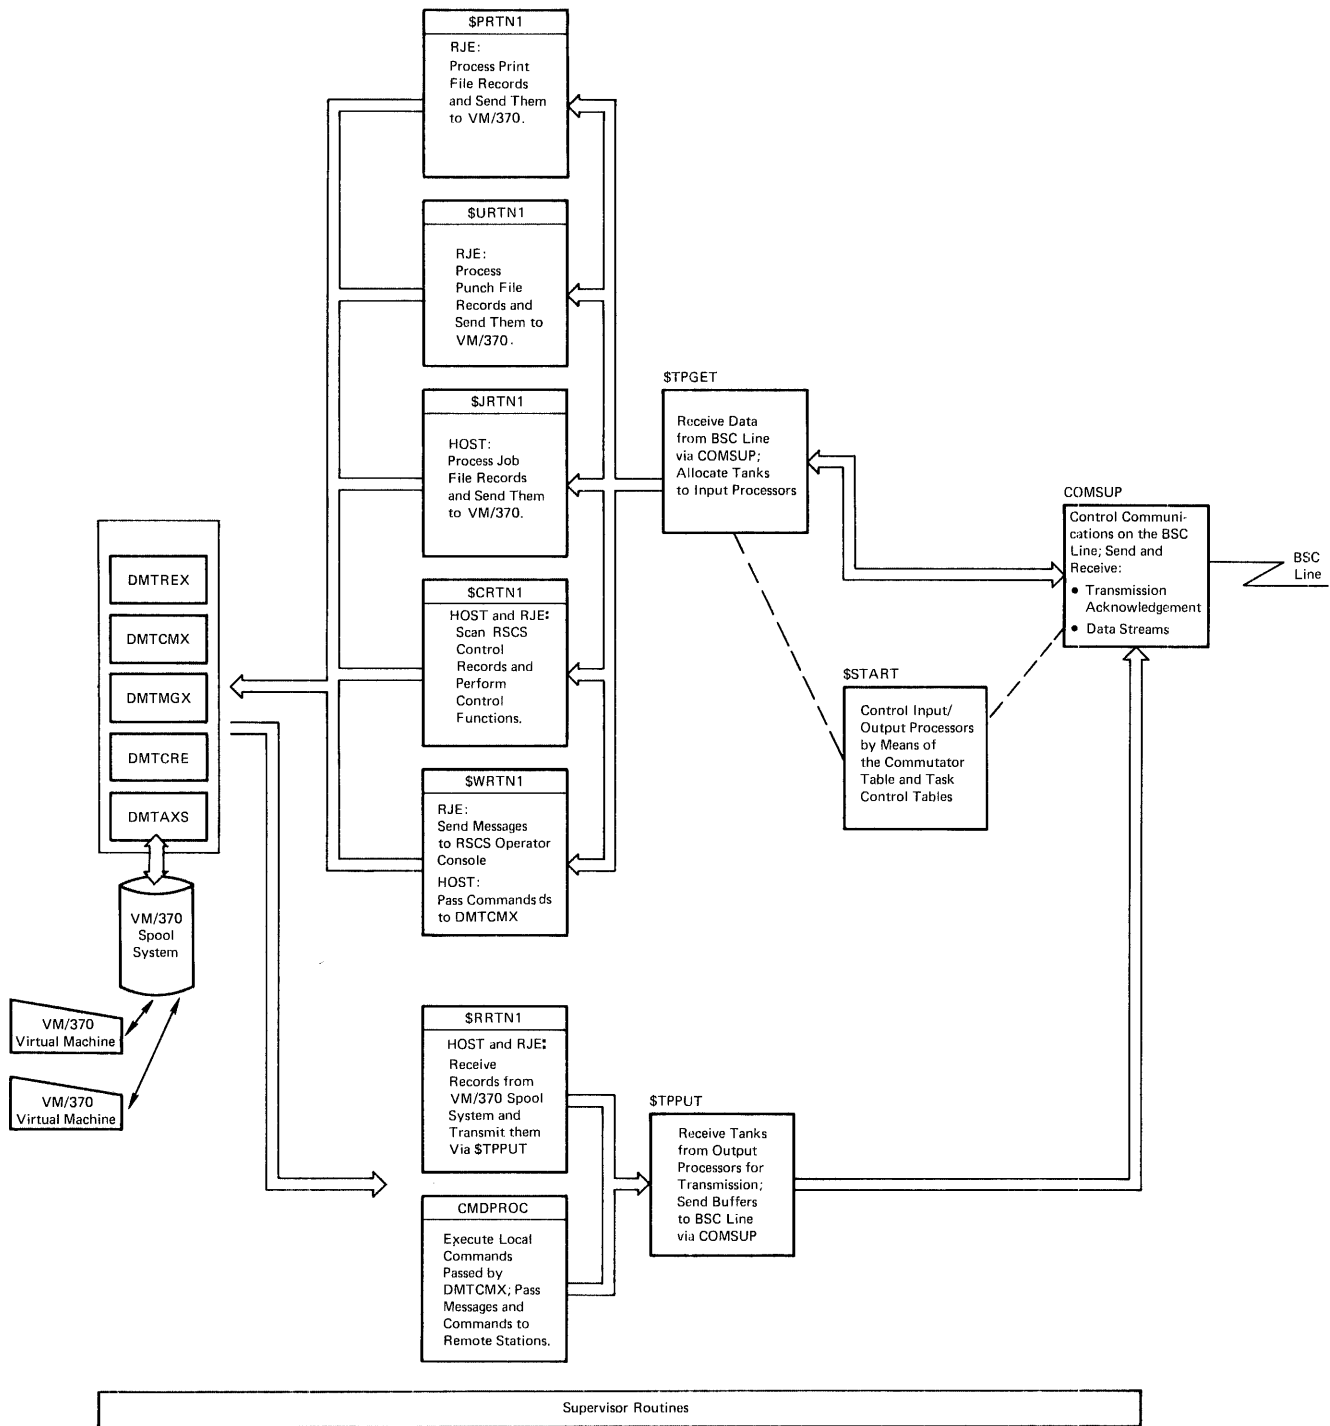 $PRTN1
RJE:
Process Print
File Records
and Send Them
to VM/370.
$URTN1
RJE:
Process
Punch File
Records and
Send Them to
VM/370.
$JRTN1
HOST:
Process Job
File Records
and Send Them
to VM/370.
$CRTN1
HOST and RJE:
Scan RSCS
Control
Records and
Perform
Control
Functions.
$WRTN1
RJE:
Send Messages
to RSCS Operator
Console
HOST:
Pass Commands ds
to DMTCMX
$TPGET
Receive Data
from BSC Line
via COMSUP;
Allocate Tanks
to Input Processors
COMSUP
Control Communi-
cations on the BSC
Line; Send and
Receive:
• Transmission
Acknowledgement
• Data Streams
BSC
Line
$START
Control Input/
Output Processors
by Means of
the Commutator
Table and Task
Control Tables
DMTREX
DMTCMX
DMTMGX
DMTCRE
DMTAXS
VM/370
Spool
System
VM/370
Virtual Machine
VM/370
Virtual Machine
$RRTN1
HOST and RJE:
Receive
Records from
VM/370 Spool
System and
Transmit them
Via $TPPUT
CMDPROC
Execute Local
Commands
Passed by
DMTCMX; Pass
Messages and
Commands to
Remote Stations.
$TPPUT
Receive Tanks
from Output
Processors for
Transmission;
Send Buffers
to BSC Line
via COMSUP
Supervisor Routines